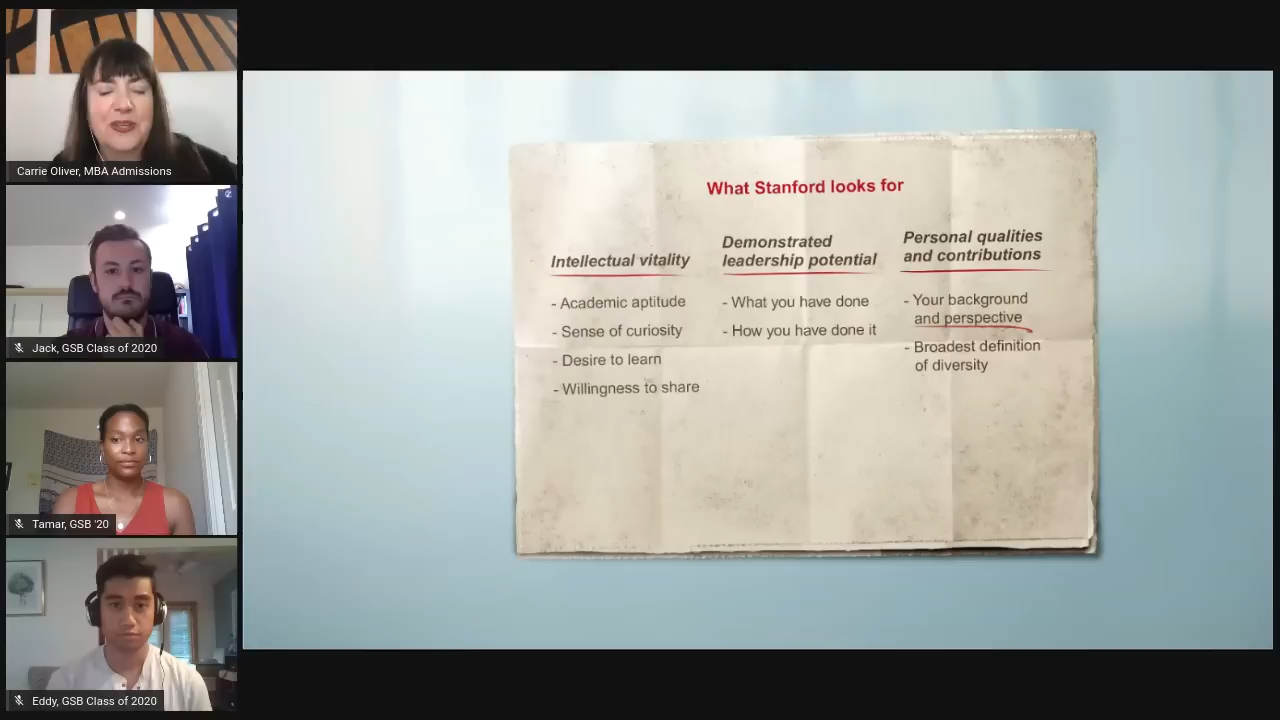 Carrie Oliver, MBA Admissions
Jack, GSB Class of 2020
Tamar, GSB '20
Eddy, GSB Class of 2020
What Stanford looks for
Intellectual vitality
- Academic aptitude
- Sense of curiosity
- Desire to learn
- Willingness to share
Demonstrated
leadership potential
- What you have done
- How you have done it
Personal qualities
and contributions
- Your background
and perspective
- Broadest definition
of diversity